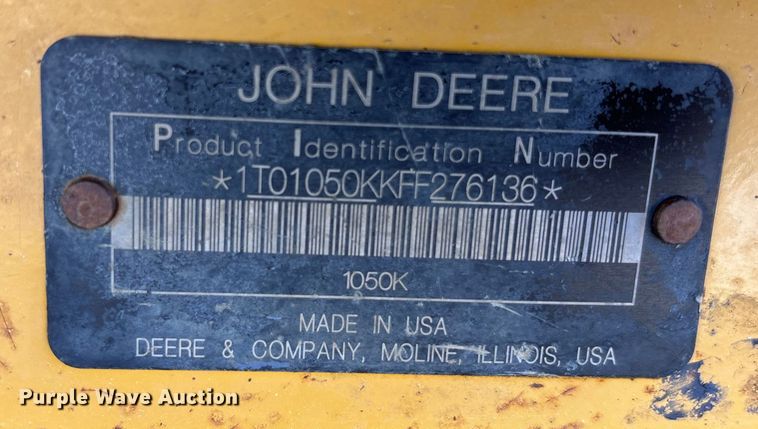 JOHN DEERE
Product Identification Number
*1T01050KKFF276136*
1050K
MADE IN USA
DEERE & COMPANY, MOLINE, ILLINOIS, USA
Purple Wave Auction